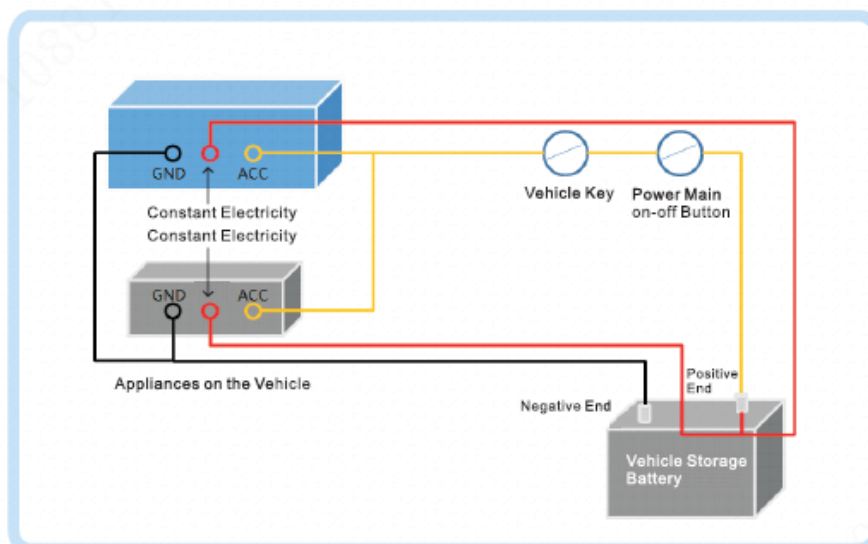 GND
ACC
Constant Electricity
Constant Electricity
GND
ACC
Appliances on the Vehicle
Vehicle Key
Power Main
on-off Button
Negative End
Positive
End
Vehicle Storage
Battery